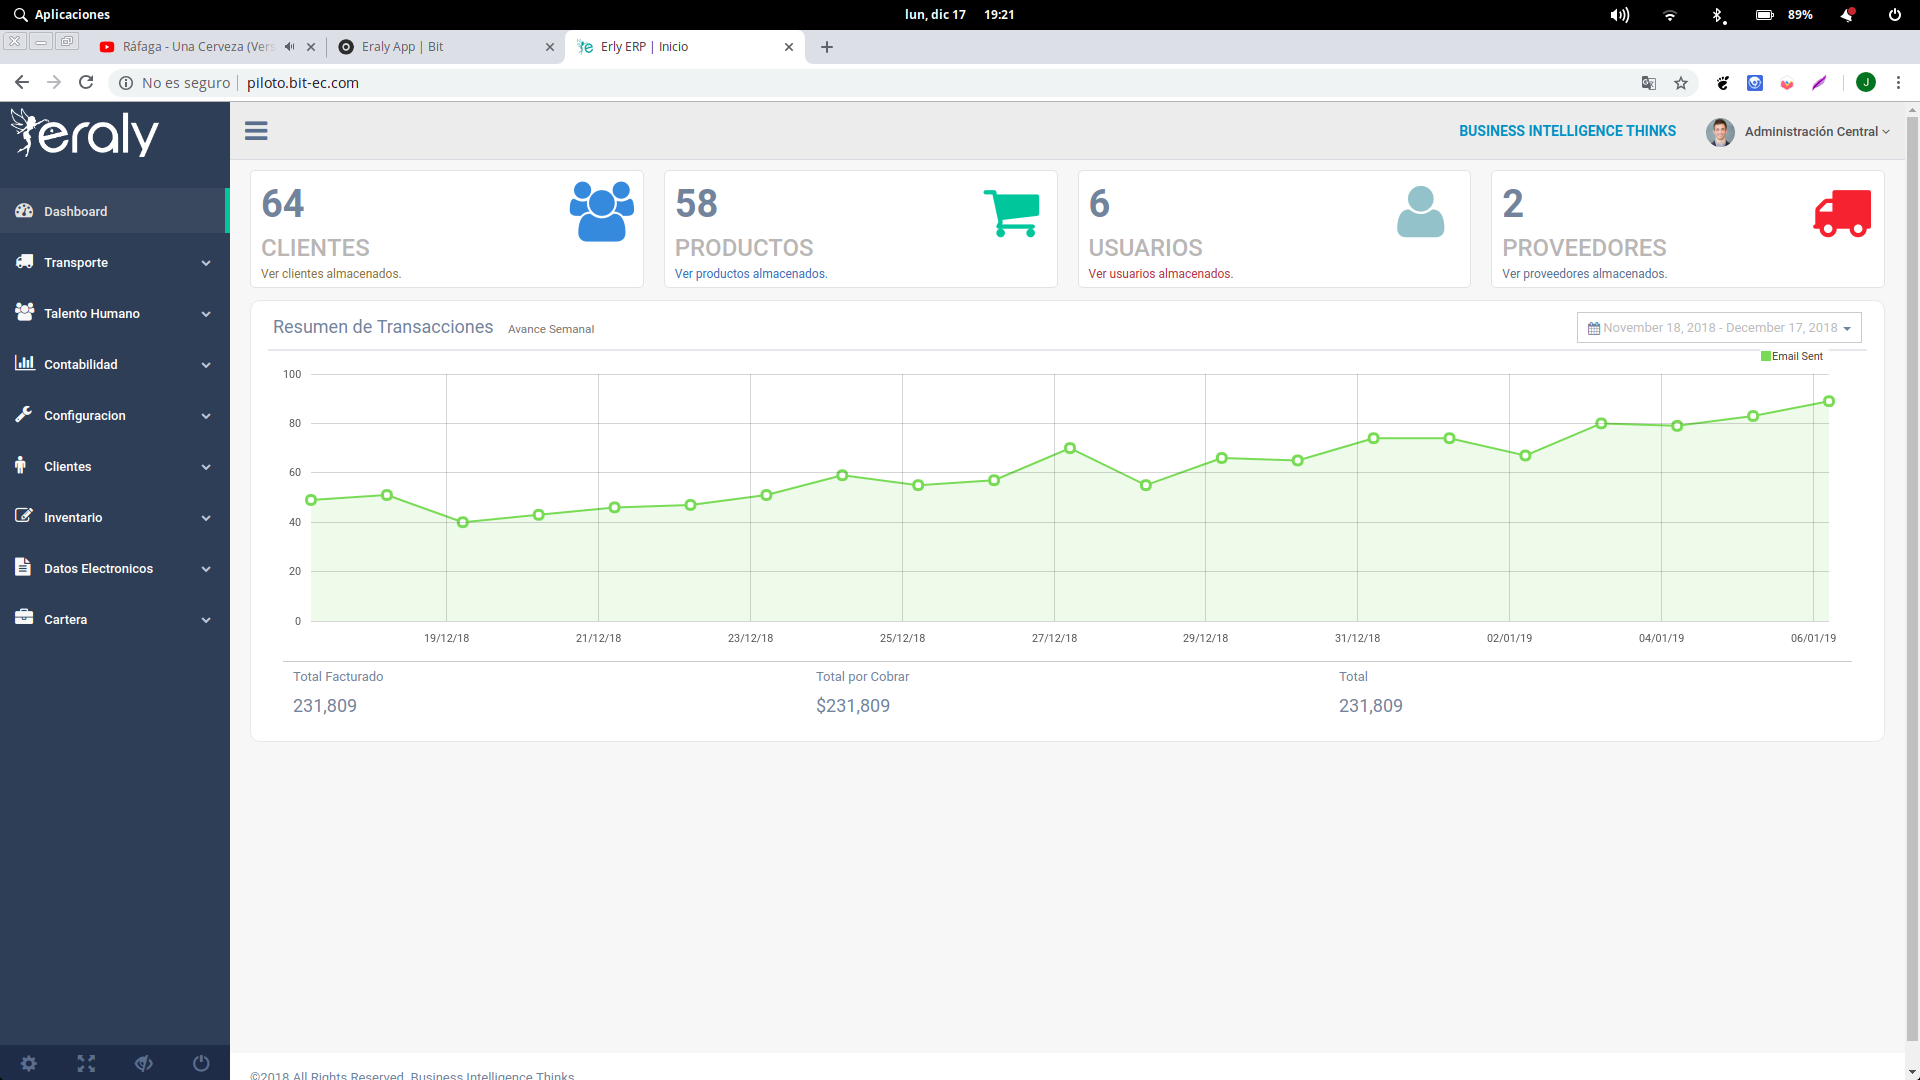 Aplicaciones
lun, dic 17 19:21
89%
Ráfaga - Una Cerveza (Vers
Eraly App | Bit
Erly ERP | Inicio
No es seguro piloto.bit-ec.com
J
eraly
BUSINESS INTELLIGENCE THINKS
Administración Central
Dashboard
Transporte
Talento Humano
Contabilidad
Configuracion
Clientes
Inventario
Datos Electronicos
Cartera
64
CLIENTES
Ver clientes almacenados.
58
PRODUCTOS
Ver productos almacenados.
6
USUARIOS
Ver usuarios almacenados.
2
PROVEEDORES
Ver proveedores almacenados.
Resumen de Transacciones Avance Semanal
November 18, 2018 - December 17, 2018
Email Sent
100
80
60
40
20
0
19/12/18 21/12/18 23/12/18 25/12/18 27/12/18 29/12/18 31/12/18 02/01/19 04/01/19 06/01/19
Total Facturado
231,809
Total por Cobrar
$231,809
Total
231,809
©2018 All Rights Reserved. Business Intelligence Thinks